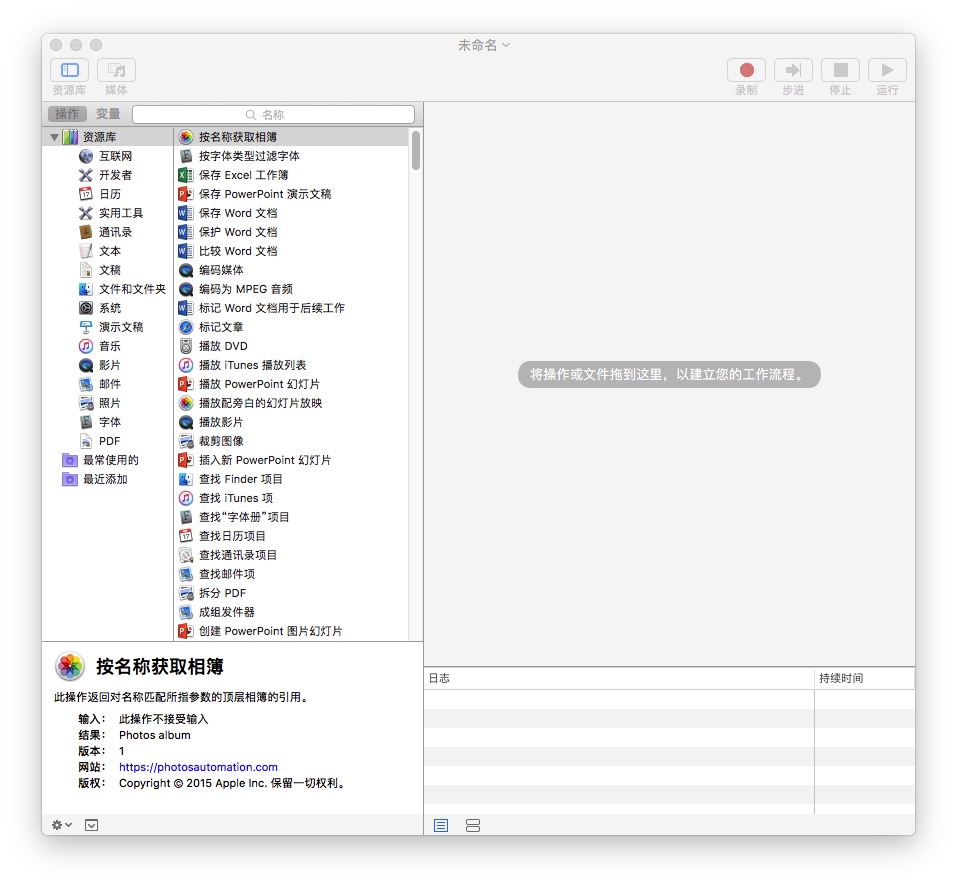 未命名
资源库
媒体
录制
步进
停止
运行
操作
变量
名称
资源库
互联网
开发者
17
日历
实用工具
通讯录
文本
文稿
文件和文件夹
系统
演示文稿
音乐
影片
邮件
照片
字体
PDF
最常使用的
最近添加
按名称获取相簿
按字体类型过滤字体
保存 Excel 工作簿
保存 PowerPoint 演示文稿
保存 Word 文档
保护 Word 文档
比较 Word 文档
编码媒体
编码为 MPEG 音频
标记 Word 文档用于后续工作
标记文章
播放 DVD
播放 iTunes 播放列表
播放 PowerPoint 幻灯片
播放配旁白的幻灯片放映
播放影片
裁剪图像
插入新 PowerPoint 幻灯片
查找 Finder 项目
查找 iTunes 项
查找“字体册”项目
17
查找日历项目
查找通讯录项目
查找邮件项
拆分 PDF
成组发件器
创建 PowerPoint 图片幻灯片
将操作或文件拖到这里，以建立您的工作流程。
按名称获取相簿
此操作返回对名称匹配所指参数的顶层相簿的引用。
输入： 此操作不接受输入
结果： Photos album
版本： 1
网站： https://photosautomation.com
版权： Copyright © 2015 Apple Inc. 保留一切权利。
日志
持续时间